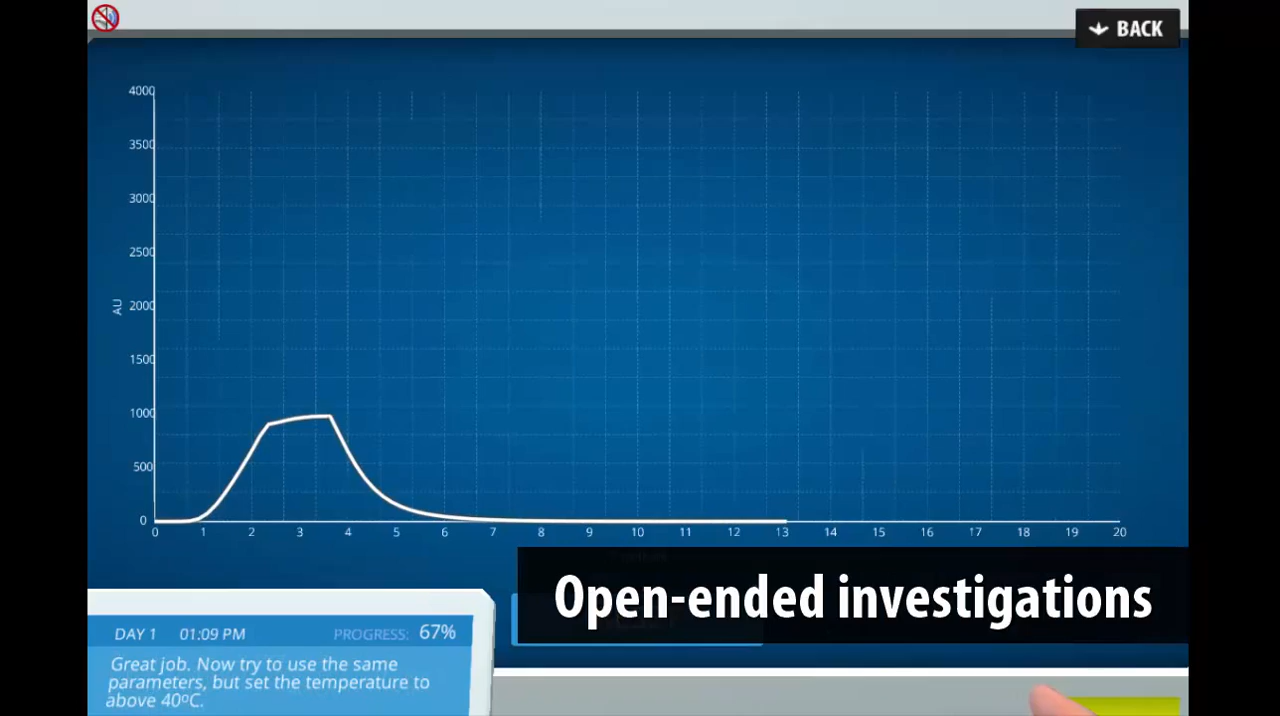 BACK
4000
3500
3000
2500
2000
AU
1500
1000
500
0
0 1 2 3 4 5 6 7 8 9 10 11 12 13 14 15 16 17 18 19 20
Open-ended investigations
DAY 1 01:09 PM PROGRESS: 67%
Great job. Now try to use the same
parameters, but set the temperature to
above 40ºC.